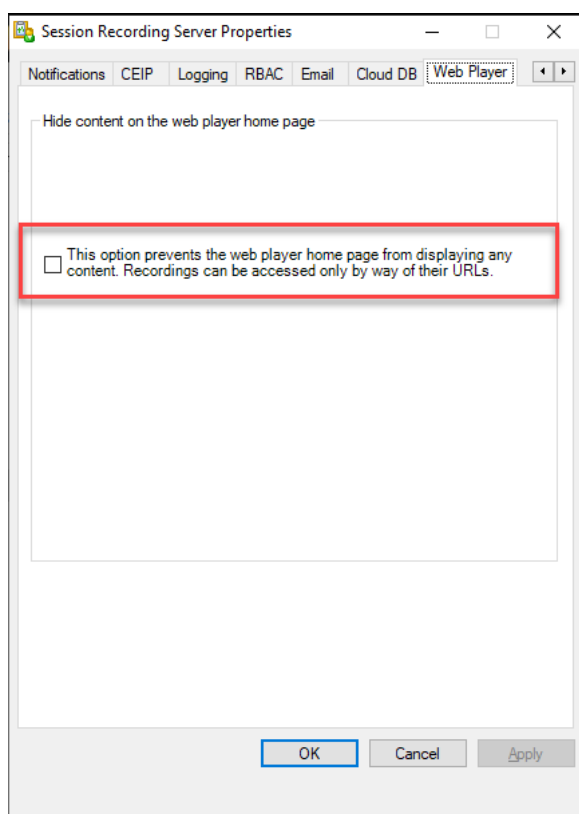 Session Recording Server Properties
Notifications CEIP Logging RBAC Email Cloud DB Web Player
Hide content on the web player home page
This option prevents the web player home page from displaying any
content. Recordings can be accessed only by way of their URLs.
OK Cancel Apply